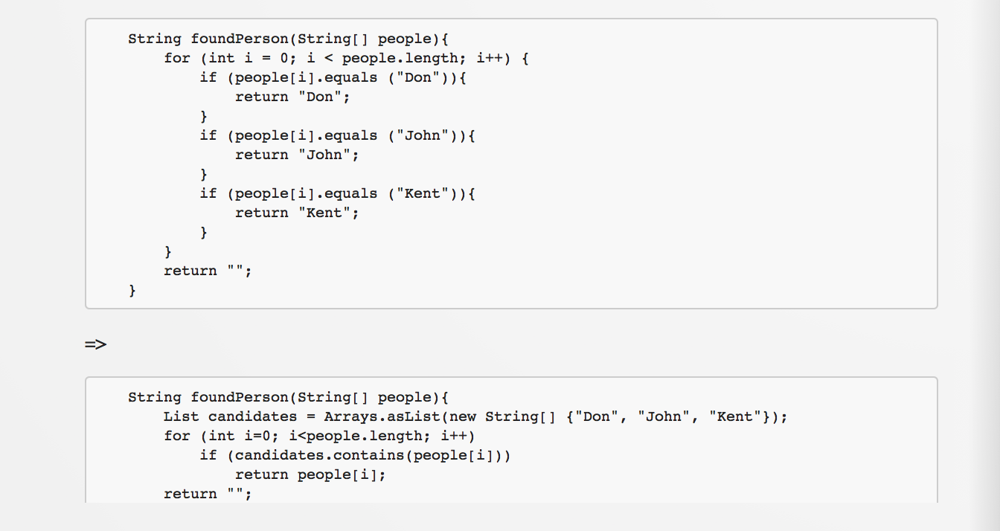 String foundPerson(String[] people){
    for (int i = 0; i < people.length; i++) {
        if (people[i].equals ("Don")){
            return "Don";
        }
        if (people[i].equals ("John")){
            return "John";
        }
        if (people[i].equals ("Kent")){
            return "Kent";
        }
    }
    return "";
}
=>
String foundPerson(String[] people){
    List candidates = Arrays.asList(new String[] {"Don", "John", "Kent"});
    for (int i=0; i<people.length; i++)
        if (candidates.contains(people[i]))
            return people[i];
    return "";